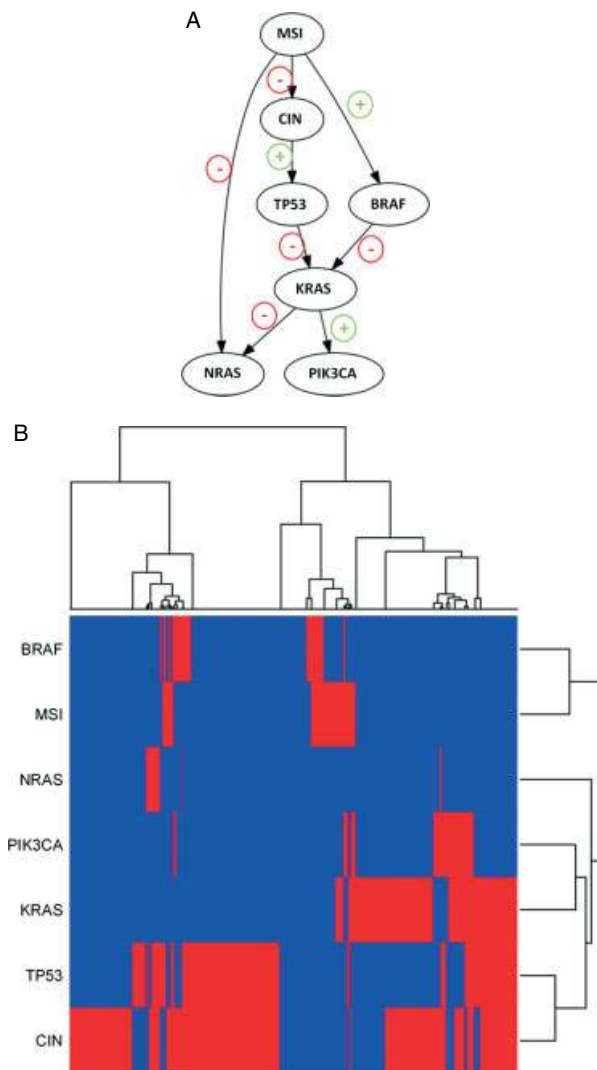 A
MSI
-
CIN
+
+
-
TP53
BRAF
-
-
KRAS
-
+
NRAS
PIK3CA
B
BRAF
MSI
NRAS
PIK3CA
KRAS
TP53
CIN